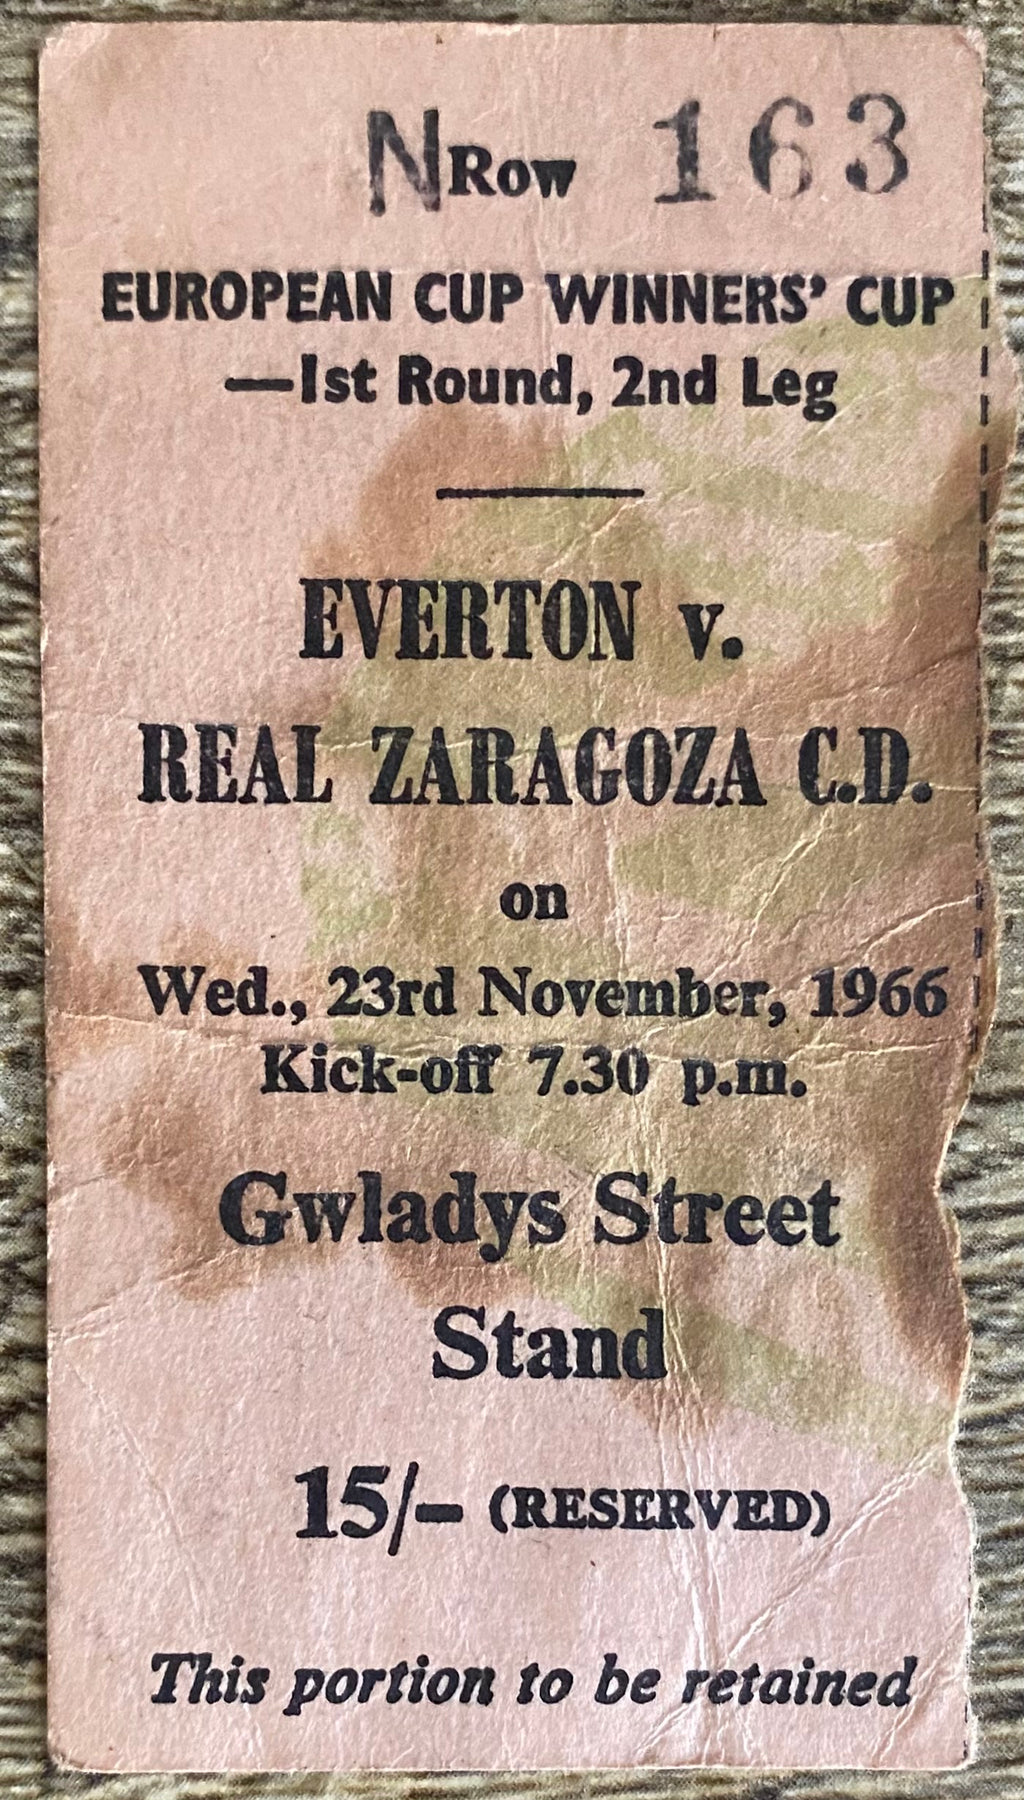 N Row 163
EUROPEAN CUP WINNERS' CUP
—1st Round, 2nd Leg
EVERTON v.
REAL ZARAGOZA C.D.
on
Wed., 23rd November, 1966
Kick-off 7.30 p.m.
Gwladys Street
Stand
15/– (RESERVED)
This portion to be retained